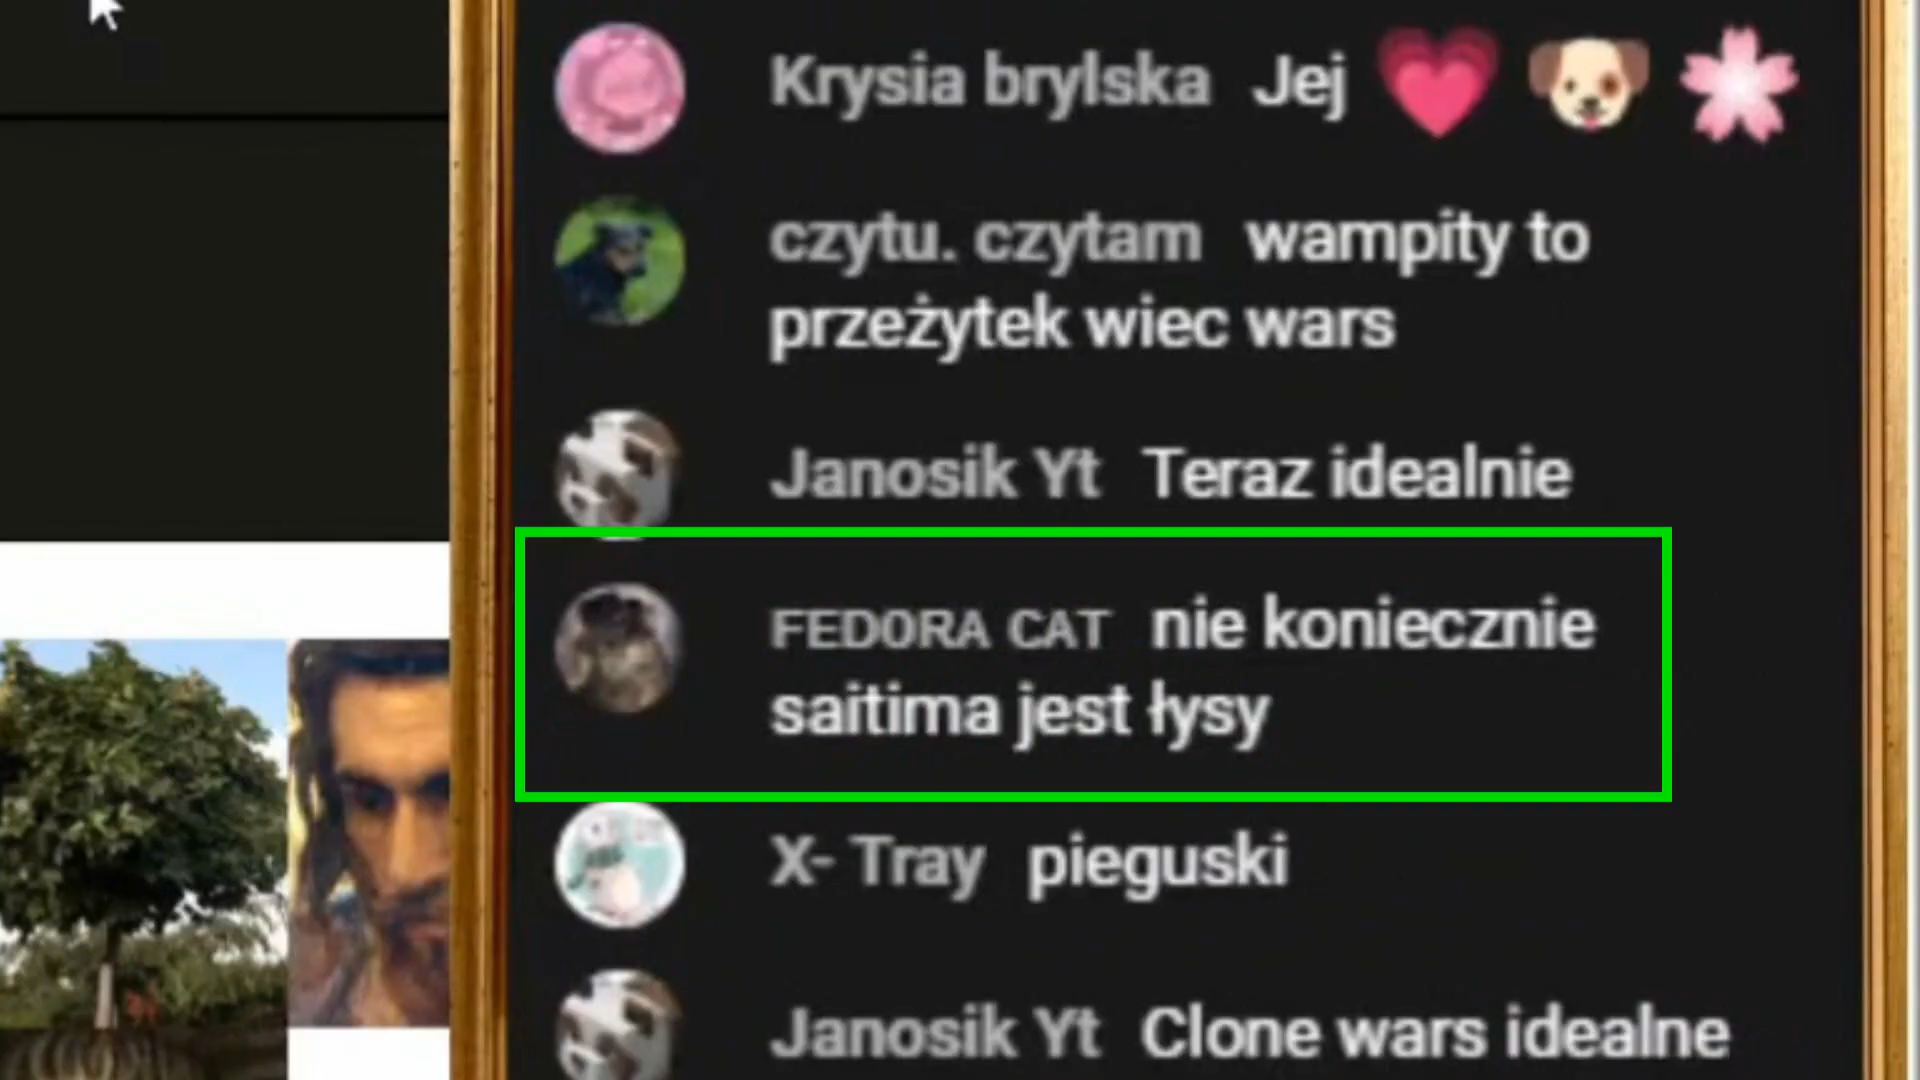 Krysia brylska Jej
czytu. czytam wampity to
przeżytek wiec wars
Janosik Yt Teraz idealnie
FEDORA CAT nie koniecznie
saitima jest łysy
X- Tray pieguski
Janosik Yt Clone wars idealne